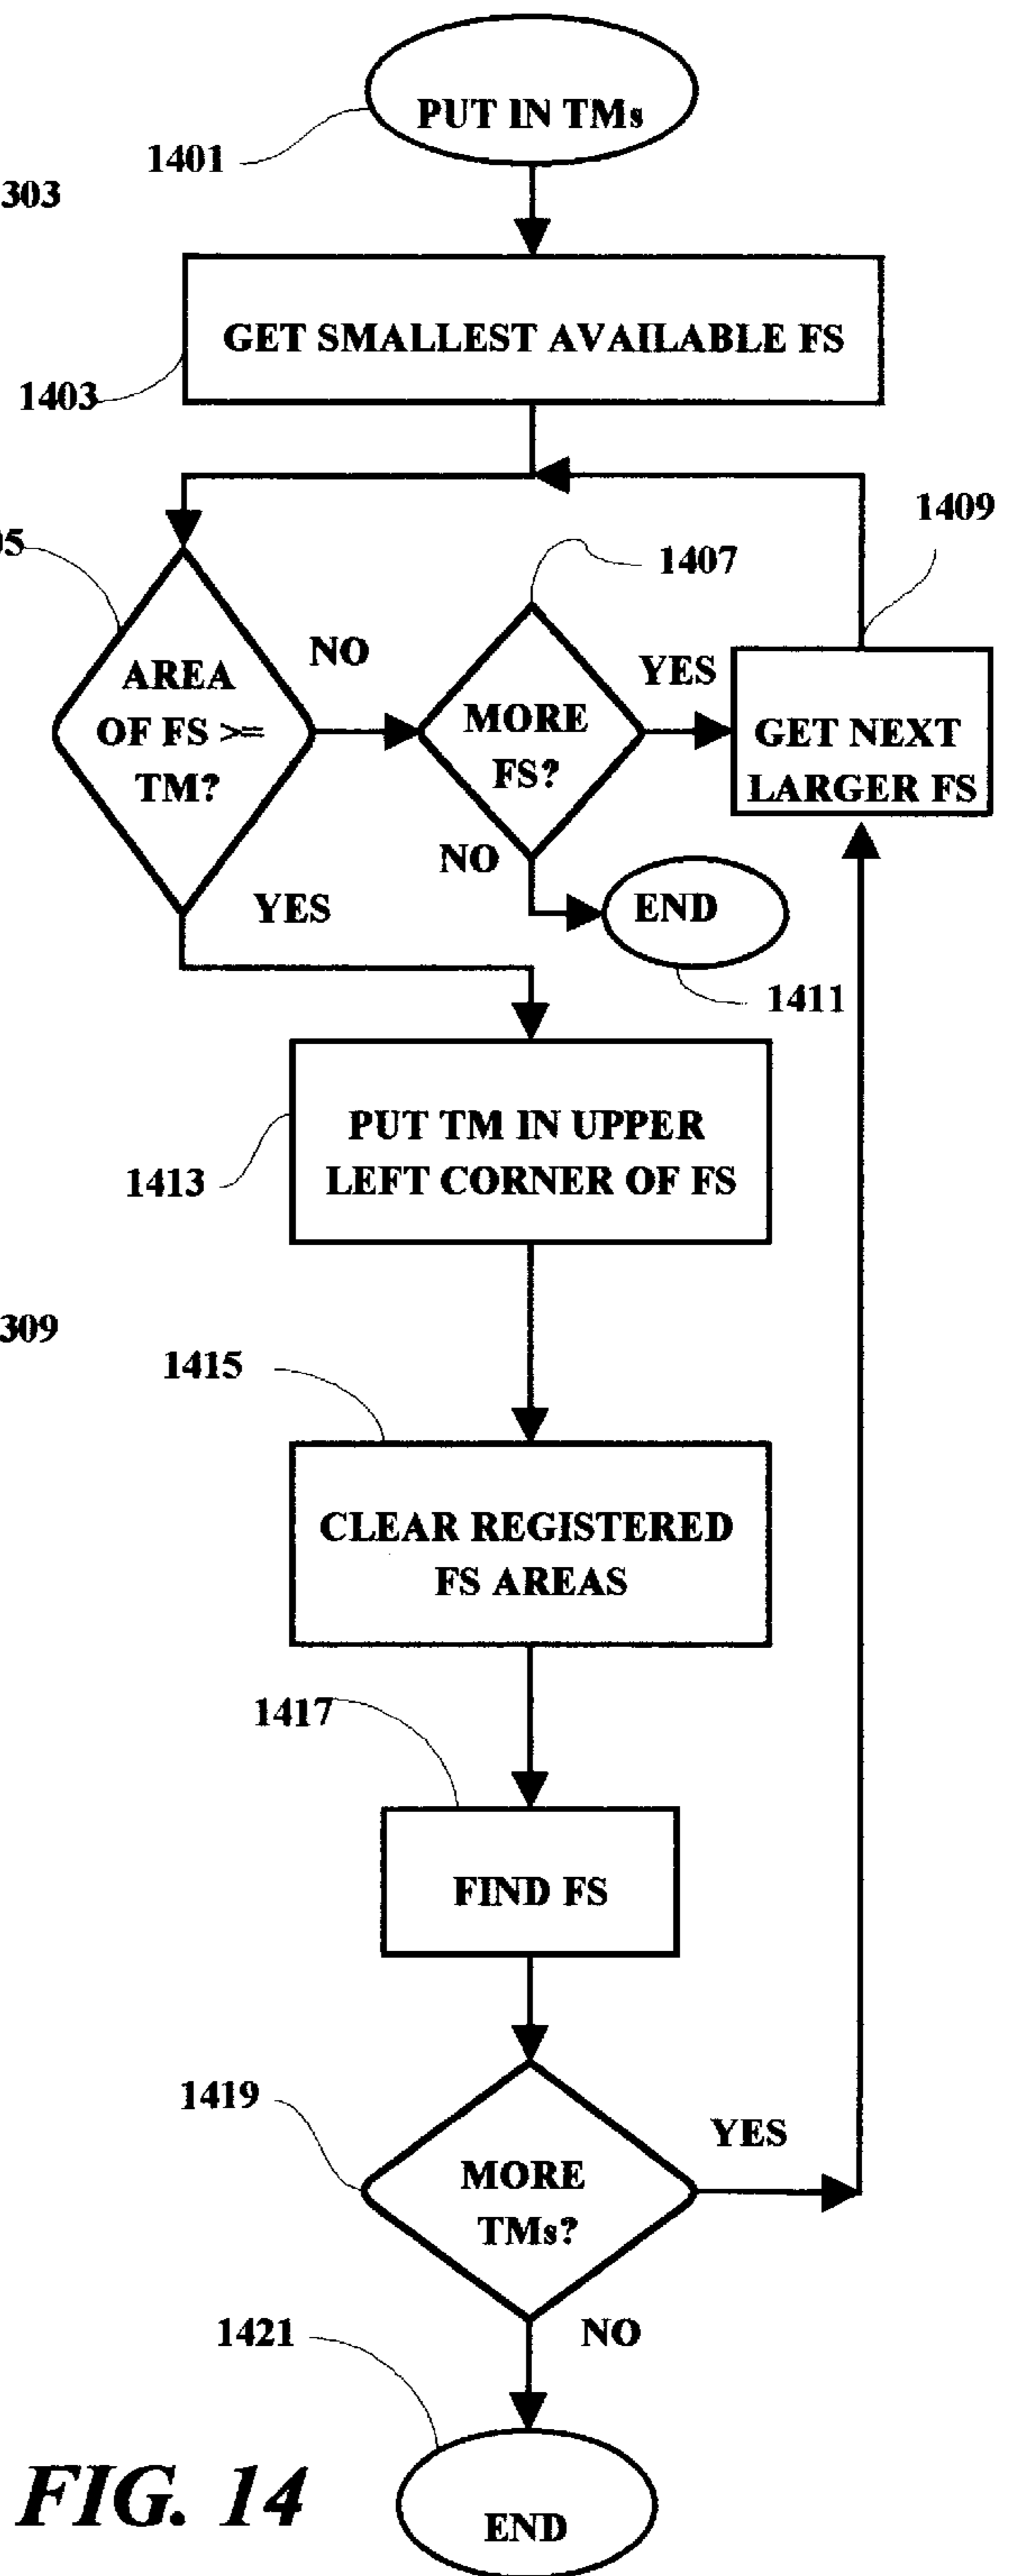 PUT IN TMs
1401
303
GET SMALLEST AVAILABLE FS
1403
1409
05
1407
NO
YES
AREA
OF FS >=
TM?
MORE
FS?
GET NEXT
LARGER FS
NO
YES
END
1411
PUT TM IN UPPER
LEFT CORNER OF FS
1413
309
1415
CLEAR REGISTERED
FS AREAS
1417
FIND FS
1419
YES
MORE
TMs?
1421
NO
FIG. 14
END